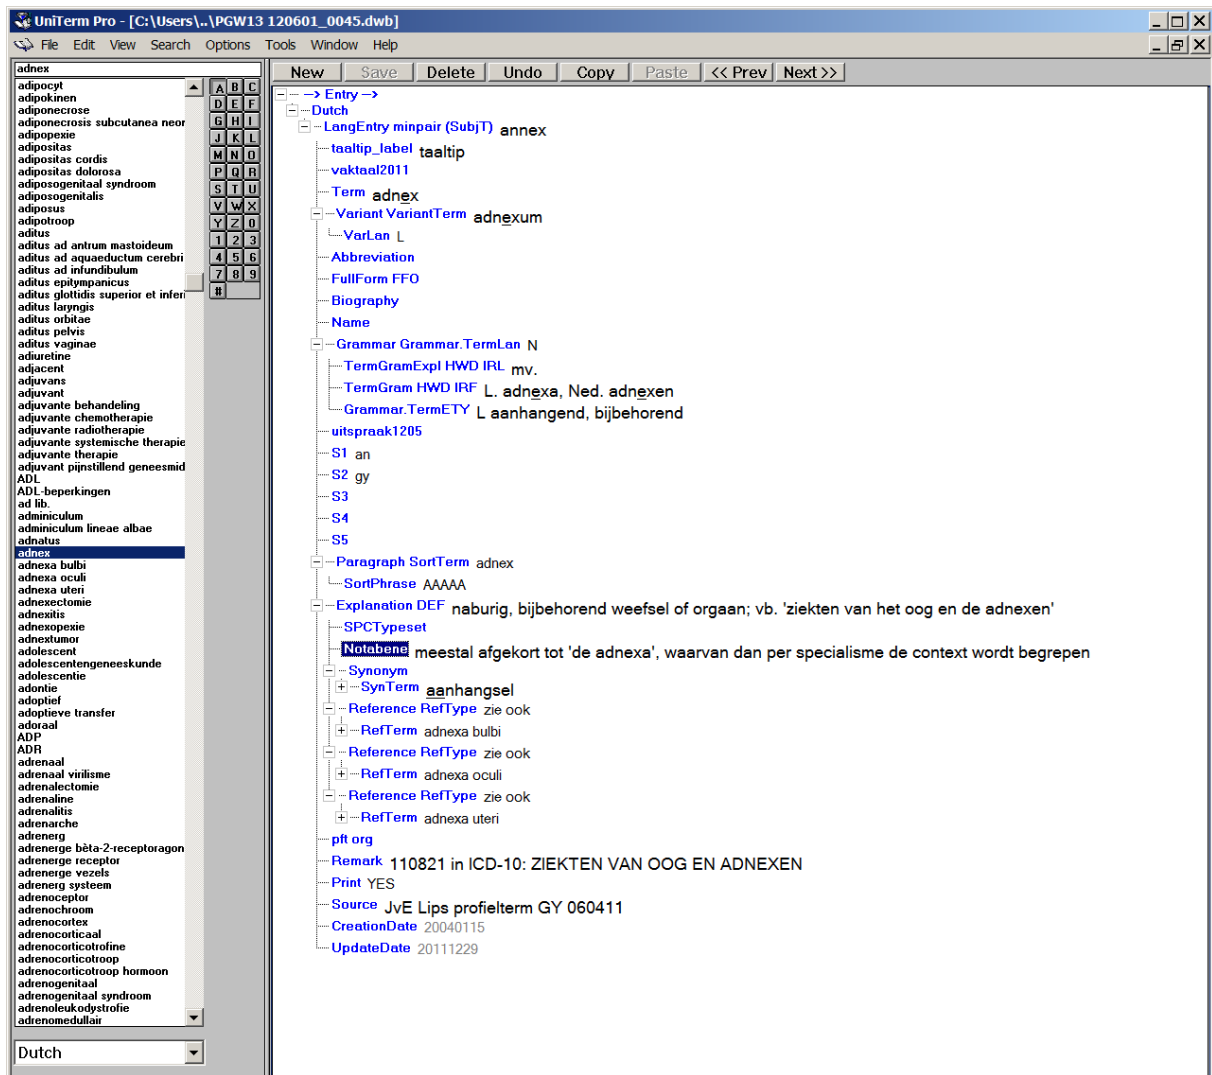 UniTerm Pro - [C:\Users\..\PGW13 120601_0045.dwb]
File Edit View Search Options Tools Window Help
adnex
adipocyt
adipokinen
adiponecrose
adiponecrosis subcutanea neor
adipopexie
adipositas
adipositas cordis
adipositas dolorosa
adiposogenitaal syndroom
adiposogenitalis
adiposus
adipotroop
aditus
aditus ad antrum mastoideum
aditus ad aquaeductum cerebri
aditus ad infundibulum
aditus epitympanicus
aditus glottidis superior et inferi
aditus laryngis
aditus orbitae
aditus pelvis
aditus vaginae
adiuretine
adjacent
adjuvans
adjuvant
adjuvante behandeling
adjuvante chemotherapie
adjuvante radiotherapie
adjuvante systemische therapie
adjuvante therapie
adjuvant pijnstillend geneesmid
ADL
ADL-beperkingen
ad lib.
adminiculum
adminiculum lineae albae
adnatus
adnex
adnexa bulbi
adnexa oculi
adnexa uteri
adnexectomie
adnexitis
adnexopexie
adnextumor
adolescent
adolescentengeneeskunde
adolescentie
adontie
adoptief
adoptieve transfer
adoraal
ADP
ADR
adrenaal
adrenaal virilisme
adrenalectomie
adrenaline
adrenalitis
adrenarche
adrenerg
adrenerge bèta-2-receptoragon
adrenerge receptor
adrenerge vezels
adrenerg systeem
adrenoceptor
adrenochroom
adrenocortex
adrenocorticaal
adrenocorticotrofine
adrenocorticotroop
adrenocorticotroop hormoon
adrenogenitaal
adrenogenitaal syndroom
adrenoleukodystrofie
adrenomedullair
Dutch
A B C
D E F
G H I
J K L
M N O
P Q R
S T U
V W X
Y Z 0
1 2 3
4 5 6
7 8 9
#
New Save Delete Undo Copy Paste << Prev Next >>
--> Entry -->
Dutch
LangEntry minpair (SubjT) annex
taaltip_label taaltip
vaktaal2011
Term adnex
Variant VariantTerm adnexum
VarLan L
Abbreviation
FullForm FFO
Biography
Name
Grammar Grammar.TermLan N
TermGramExpl HWD IRL mv.
TermGram HWD IRF L. adnexa, Ned. adnexen
Grammar.TermETY L aanhangend, bijbehorend
uitspraak1205
S1 an
S2 gy
S3
S4
S5
Paragraph SortTerm adnex
SortPhrase AAAAA
Explanation DEF naburig, bijbehorend weefsel of orgaan; vb. 'ziekten van het oog en de adnexen'
SPCTypeset
Notabene meestal afgekort tot 'de adnexa', waarvan dan per specialisme de context wordt begrepen
Synonym
SynTerm aanhangsel
Reference RefType zie ook
RefTerm adnexa bulbi
Reference RefType zie ook
RefTerm adnexa oculi
Reference RefType zie ook
RefTerm adnexa uteri
pft org
Remark 110821 in ICD-10: ZIEKTEN VAN OOG EN ADNEXEN
Print YES
Source JvE Lips profielterm GY 060411
CreationDate 20040115
UpdateDate 20111229